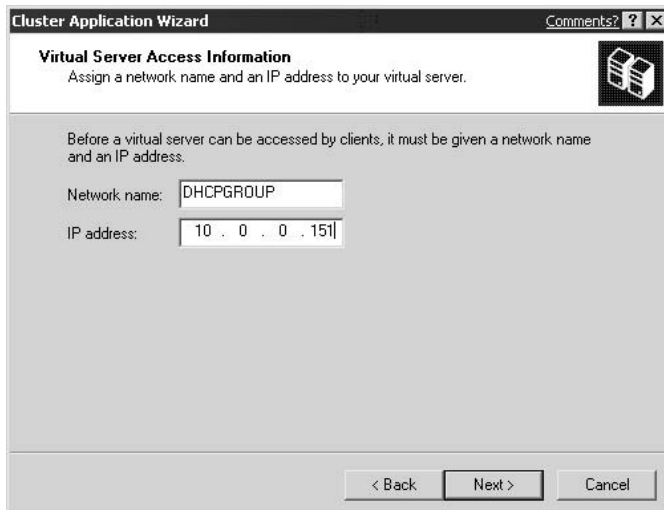 Cluster Application Wizard Comments? ? X
Virtual Server Access Information
Assign a network name and an IP address to your virtual server.
Before a virtual server can be accessed by clients, it must be given a network name
and an IP address.
Network name: DHCPGROUP
IP address: 10 . 0 . 0 . 151
< Back Next > Cancel